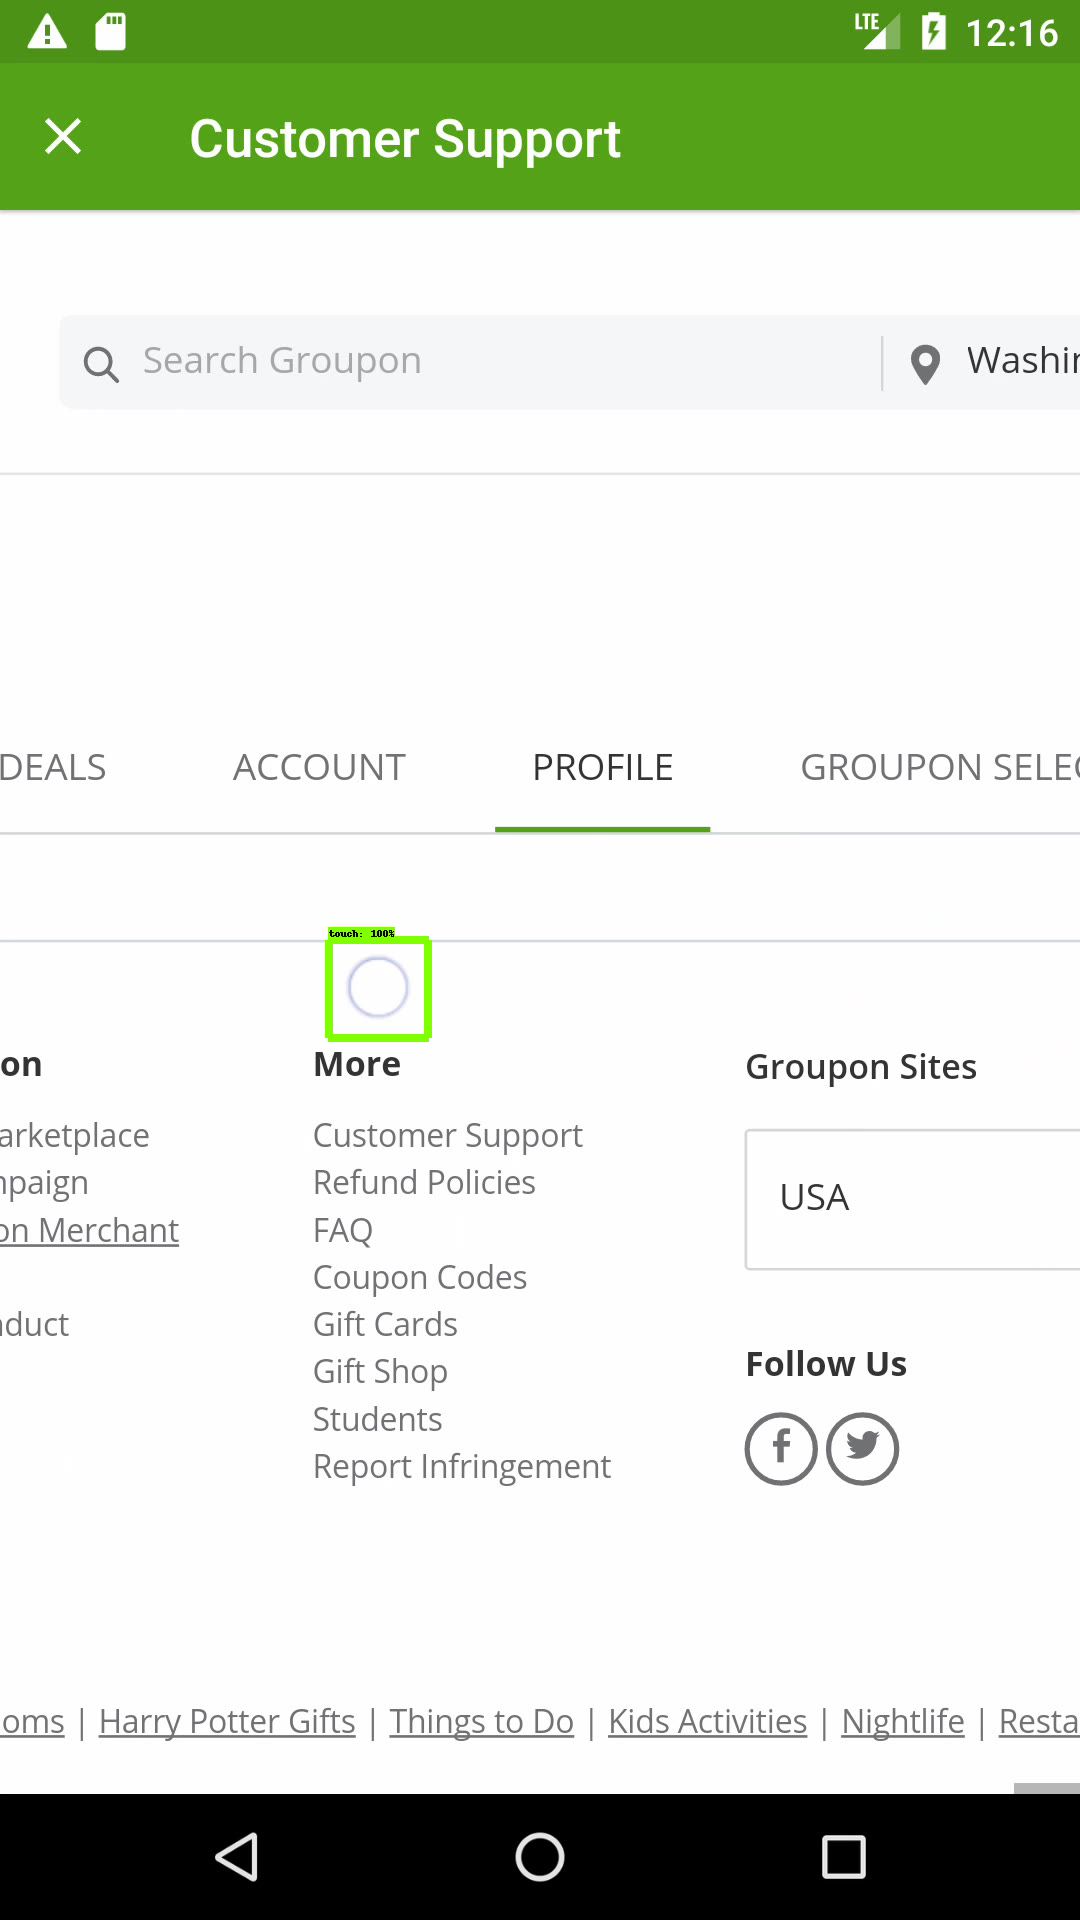 LTE 12:16
Customer Support
Search Groupon
Washin
DEALS ACCOUNT PROFILE GROUPON SELEC
touch: 100%
on More Groupon Sites
arketplace Customer Support
paign Refund Policies
USA
on Merchant FAQ
Coupon Codes
duct Gift Cards
Gift Shop Follow Us
Students
Report Infringement
oms | Harry Potter Gifts | Things to Do | Kids Activities | Nightlife | Resta